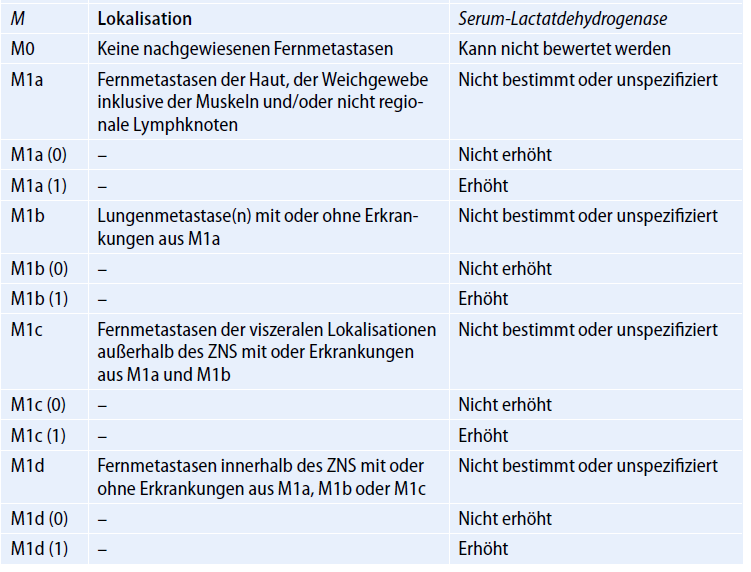 M Lokalisation Serum-Lactatdehydrogenase
M0 Keine nachgewiesenen Fernmetastasen Kann nicht bewertet werden
M1a Fernmetastasen der Haut, der Weichgewebe Nicht bestimmt oder unspezifiziert
inklusive der Muskeln und/oder nicht regio-
nale Lymphknoten
M1a (0) – Nicht erhöht
M1a (1) – Erhöht
M1b Lungenmetastase(n) mit oder ohne Erkran- Nicht bestimmt oder unspezifiziert
kungen aus M1a
M1b (0) – Nicht erhöht
M1b (1) – Erhöht
M1c Fernmetastasen der viszeralen Lokalisationen Nicht bestimmt oder unspezifiziert
außerhalb des ZNS mit oder Erkrankungen
aus M1a und M1b
M1c (0) – Nicht erhöht
M1c (1) – Erhöht
M1d Fernmetastasen innerhalb des ZNS mit oder Nicht bestimmt oder unspezifiziert
ohne Erkrankungen aus M1a, M1b oder M1c
M1d (0) – Nicht erhöht
M1d (1) – Erhöht